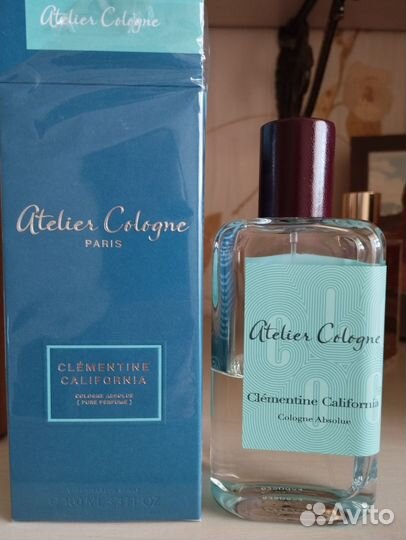 Atelier Cologne
Atelier Cologne
PARIS
CLÉMENTINE
CALIFORNIA
COLOGNE ABSOLUE
[PURE PERFUME]
Atelier Cologne
Clémentine California
Cologne Absolue
Avito